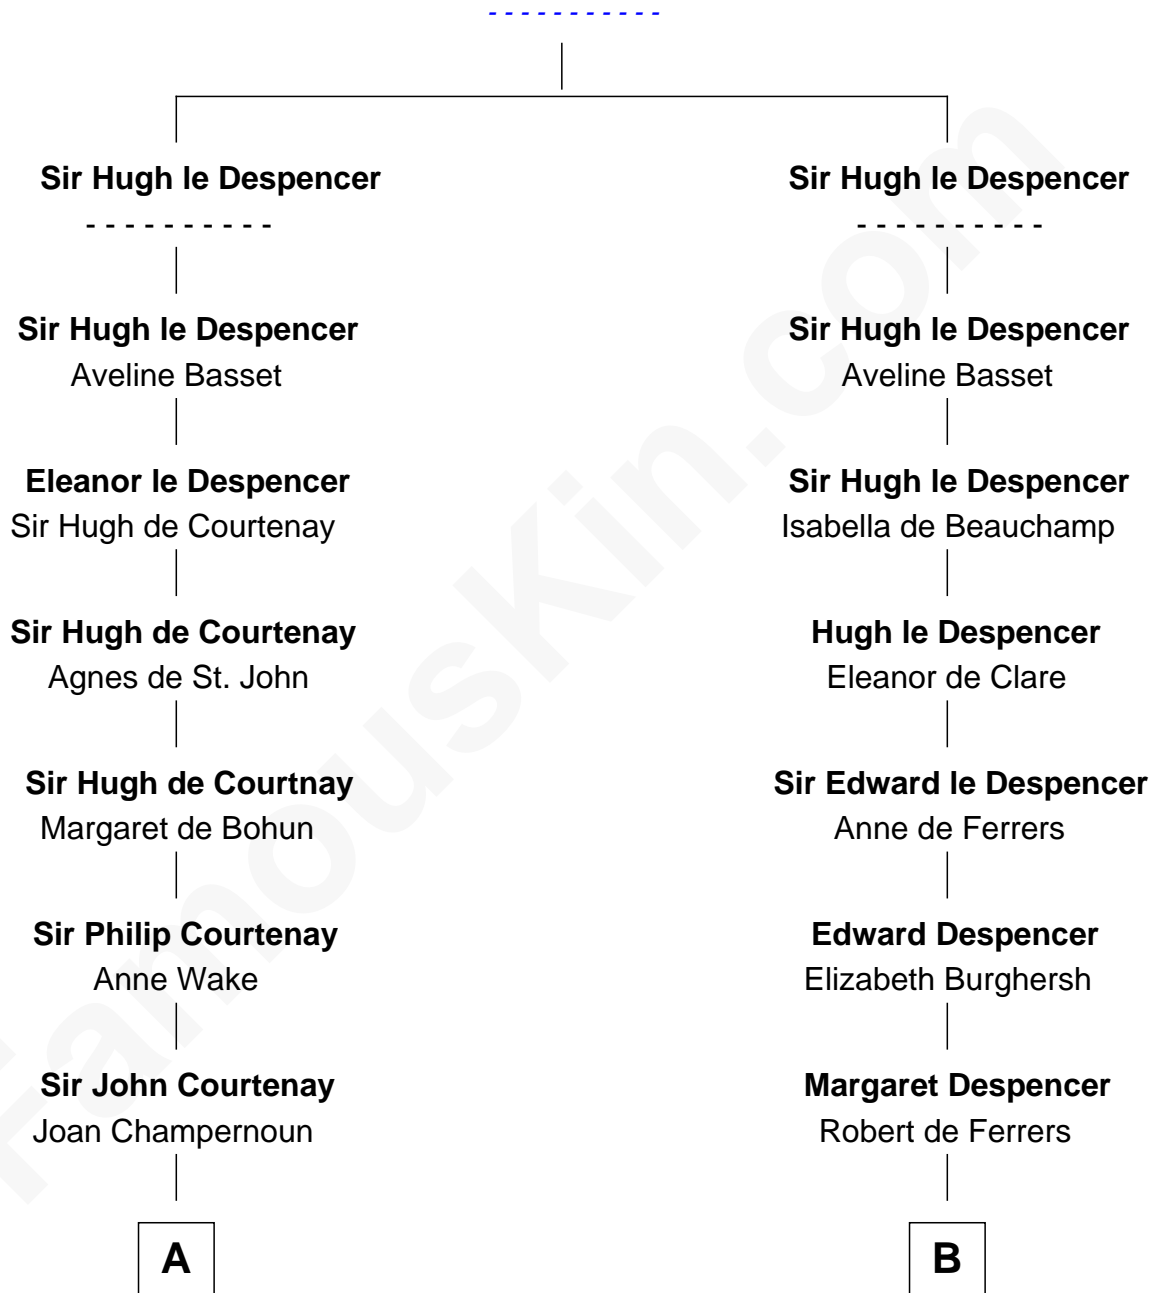 - - - - - - - - - - -
Sir Hugh le Despencer
- - - - - - - - - -
Sir Hugh le Despencer
Aveline Basset
Eleanor le Despencer
Sir Hugh de Courtenay
Sir Hugh de Courtenay
Agnes de St. John
Sir Hugh de Courtnay
Margaret de Bohun
Sir Philip Courtenay
Anne Wake
Sir John Courtenay
Joan Champernoun
A
Sir Hugh le Despencer
- - - - - - - - - -
Sir Hugh le Despencer
Aveline Basset
Sir Hugh le Despencer
Isabella de Beauchamp
Hugh le Despencer
Eleanor de Clare
Sir Edward le Despencer
Anne de Ferrers
Edward Despencer
Elizabeth Burghersh
Margaret Despencer
Robert de Ferrers
B
FamousKin.com